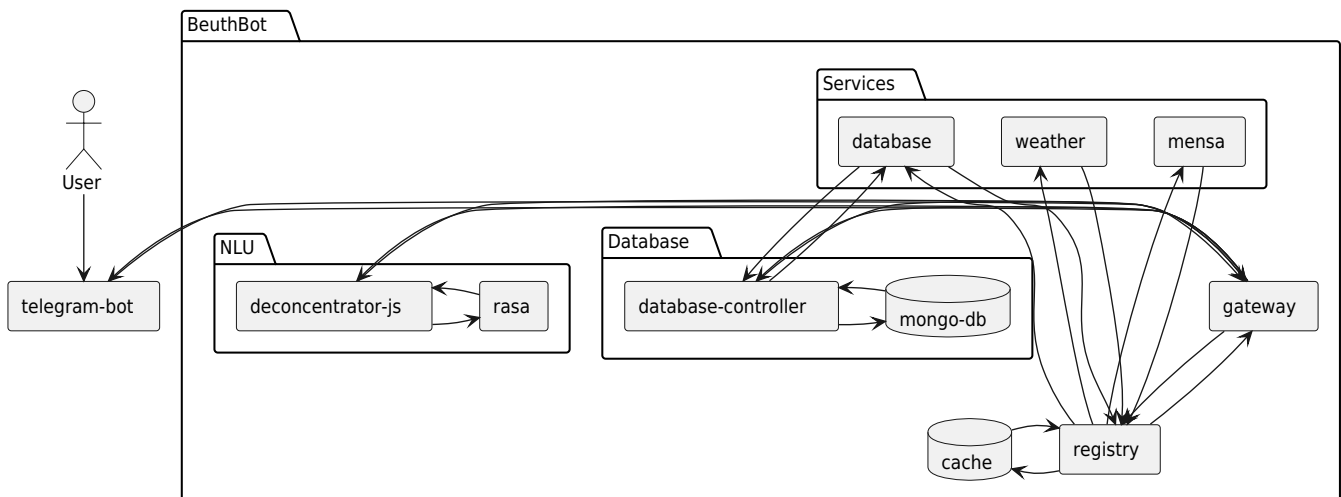 BeuthBot
Services
database
weather
mensa
User
NLU
Database
telegram-bot
deconcentrator-js
rasa
database-controller
mongo-db
gateway
cache
registry